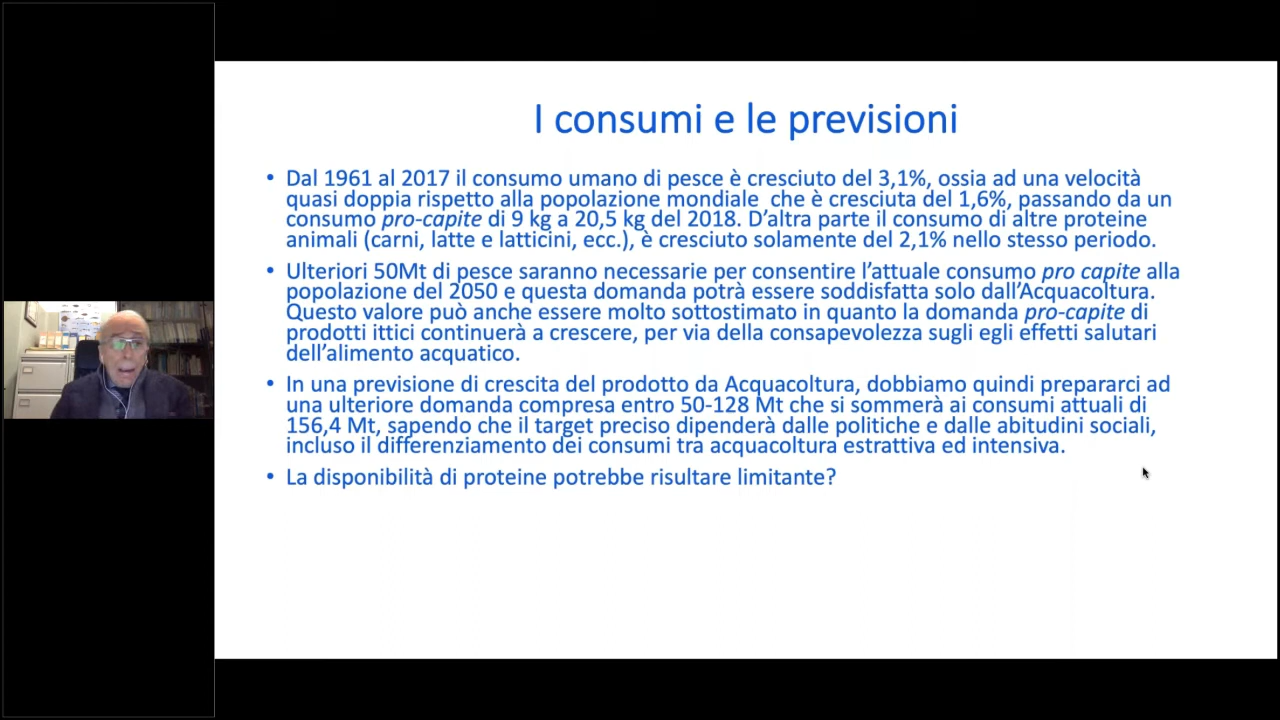 I consumi e le previsioni
• Dal 1961 al 2017 il consumo umano di pesce è cresciuto del 3,1%, ossia ad una velocità
quasi doppia rispetto alla popolazione mondiale  che è cresciuta del 1,6%, passando da un
consumo pro-capite di 9 kg a 20,5 kg del 2018. D’altra parte il consumo di altre proteine
animali (carni, latte e latticini, ecc.), è cresciuto solamente del 2,1% nello stesso periodo.
• Ulteriori 50Mt di pesce saranno necessarie per consentire l’attuale consumo pro capite alla
popolazione del 2050 e questa domanda potrà essere soddisfatta solo dall’Acquacoltura.
Questo valore può anche essere molto sottostimato in quanto la domanda pro-capite di
prodotti ittici continuerà a crescere, per via della consapevolezza sugli egli effetti salutari
dell’alimento acquatico.
• In una previsione di crescita del prodotto da Acquacoltura, dobbiamo quindi prepararci ad
una ulteriore domanda compresa entro 50-128 Mt che si sommerà ai consumi attuali di
156,4 Mt, sapendo che il target preciso dipenderà dalle politiche e dalle abitudini sociali,
incluso il differenziamento dei consumi tra acquacoltura estrattiva ed intensiva.
• La disponibilità di proteine potrebbe risultare limitante?